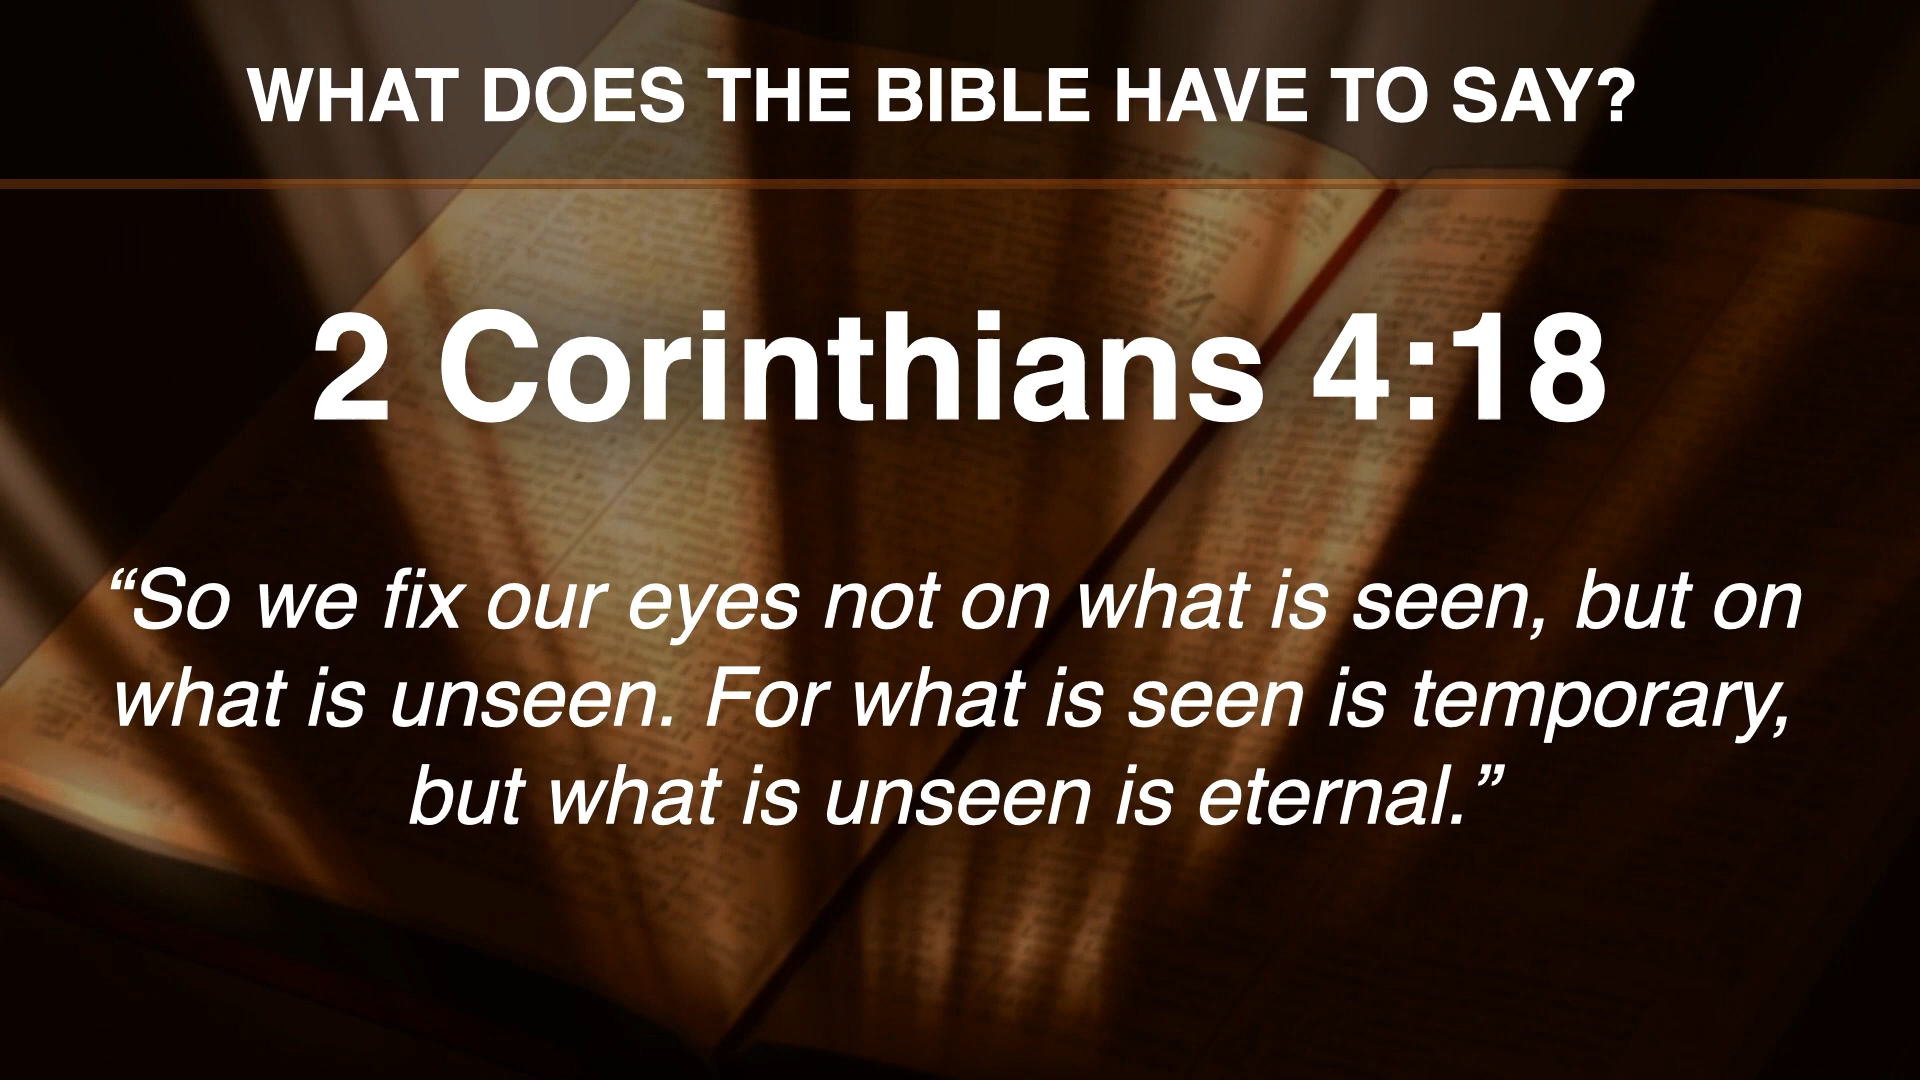 WHAT DOES THE BIBLE HAVE TO SAY?
2 Corinthians 4:18
“So we fix our eyes not on what is seen, but on
what is unseen. For what is seen is temporary,
but what is unseen is eternal.”